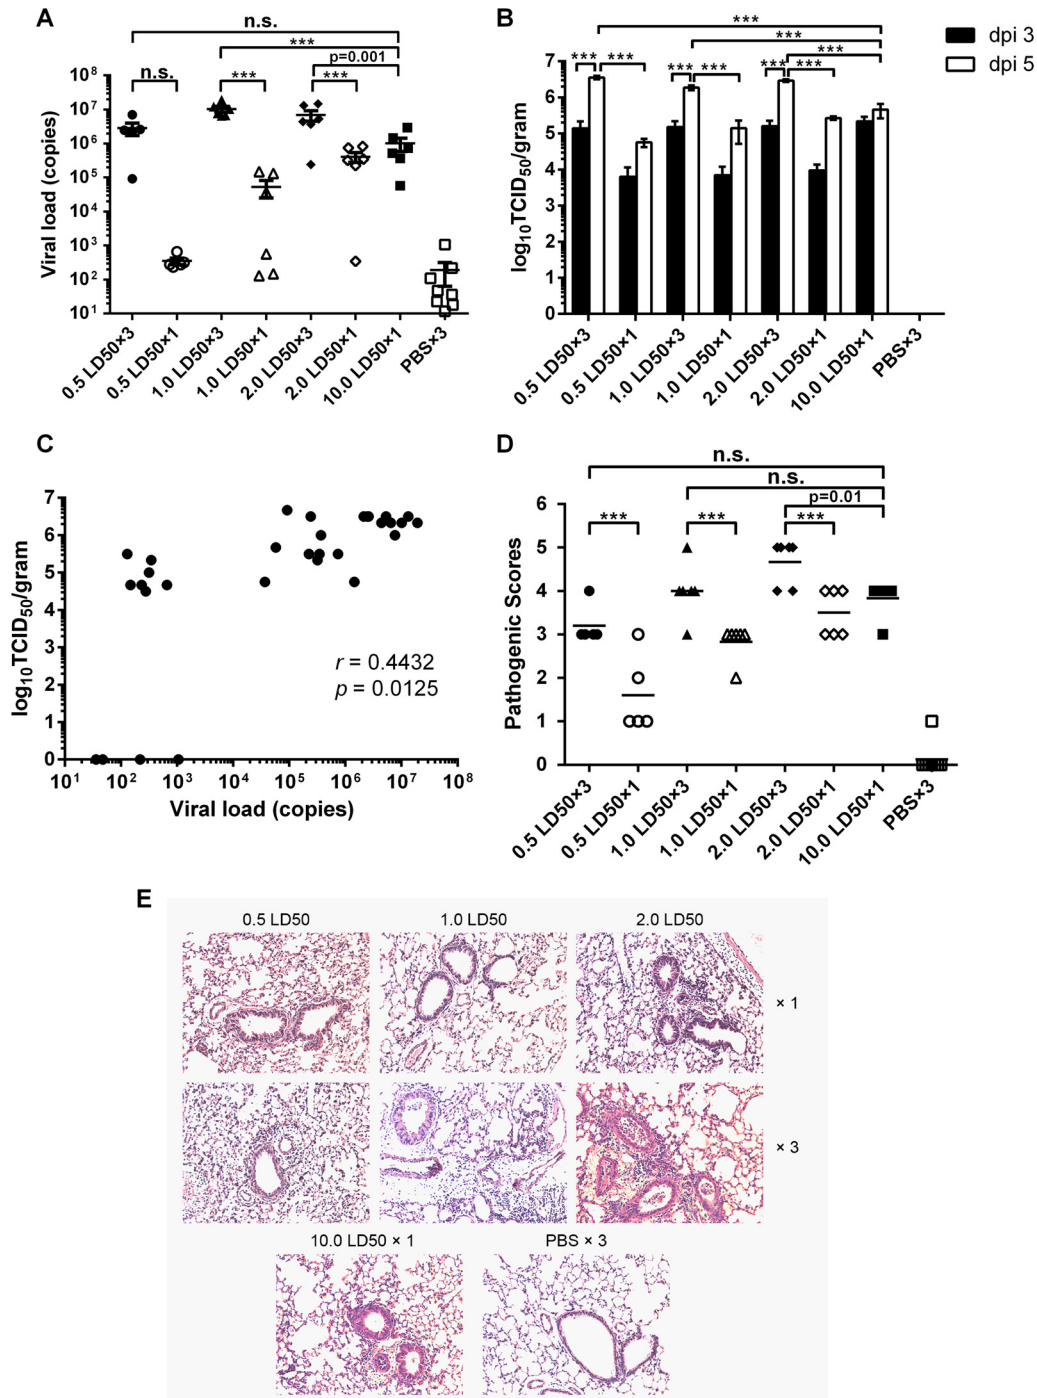 A
n.s.
***
p=0.001
n.s.
***
***
Viral load (copies)
10⁸
10⁷
10⁶
10⁵
10⁴
10³
10²
10¹
0.5 LD50×3
0.5 LD50×1
1.0 LD50×3
1.0 LD50×1
2.0 LD50×3
2.0 LD50×1
10.0 LD50×1
PBS×3
B
***
***
***
*** *** *** *** *** ***
dpi 3
dpi 5
log₁₀TCID₅₀/gram
7
6
5
4
3
2
1
0
0.5 LD50×3
0.5 LD50×1
1.0 LD50×3
1.0 LD50×1
2.0 LD50×3
2.0 LD50×1
10.0 LD50×1
PBS×3
C
log₁₀TCID₅₀/gram
7
6
5
4
3
2
1
0
r = 0.4432
p = 0.0125
10¹ 10² 10³ 10⁴ 10⁵ 10⁶ 10⁷ 10⁸
Viral load (copies)
D
n.s.
n.s.
p=0.01
*** *** ***
Pathogenic Scores
6
5
4
3
2
1
0
0.5 LD50×3
0.5 LD50×1
1.0 LD50×3
1.0 LD50×1
2.0 LD50×3
2.0 LD50×1
10.0 LD50×1
PBS×3
E
0.5 LD50 1.0 LD50 2.0 LD50
× 1
× 3
10.0 LD50 × 1 PBS × 3